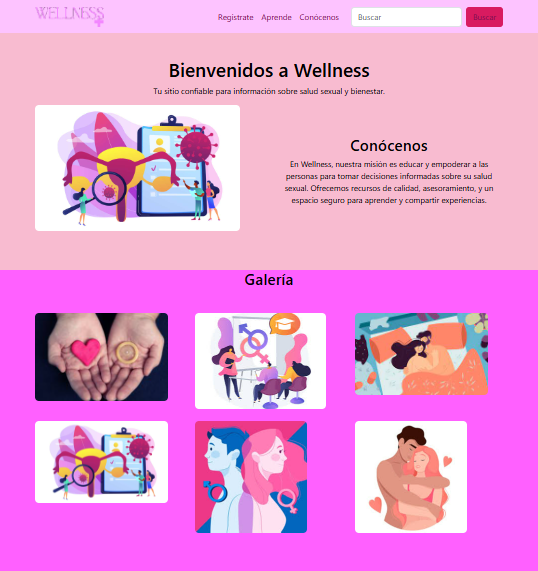 WELLNESS
Regístrate Aprende Conócenos Buscar Buscar
Bienvenidos a Wellness
Tu sitio confiable para información sobre salud sexual y bienestar.
Conócenos
En Wellness, nuestra misión es educar y empoderar a las
personas para tomar decisiones informadas sobre su salud
sexual. Ofrecemos recursos de calidad, asesoramiento, y un
espacio seguro para aprender y compartir experiencias.
Galería